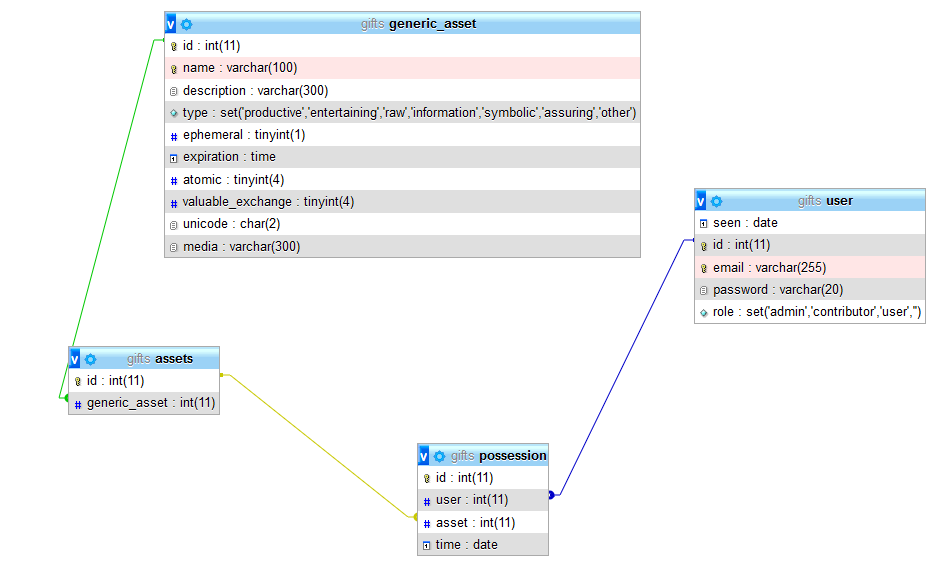 v gifts generic_asset
id : int(11)
name : varchar(100)
description : varchar(300)
type : set('productive','entertaining','raw','information','symbolic','assuring','other')
# ephemeral : tinyint(1)
expiration : time
# atomic : tinyint(4)
# valuable_exchange : tinyint(4)
unicode : char(2)
media : varchar(300)
v gifts user
seen : date
id : int(11)
email : varchar(255)
password : varchar(20)
role : set('admin','contributor','user','')
v gifts assets
id : int(11)
# generic_asset : int(11)
v gifts possession
id : int(11)
# user : int(11)
# asset : int(11)
time : date